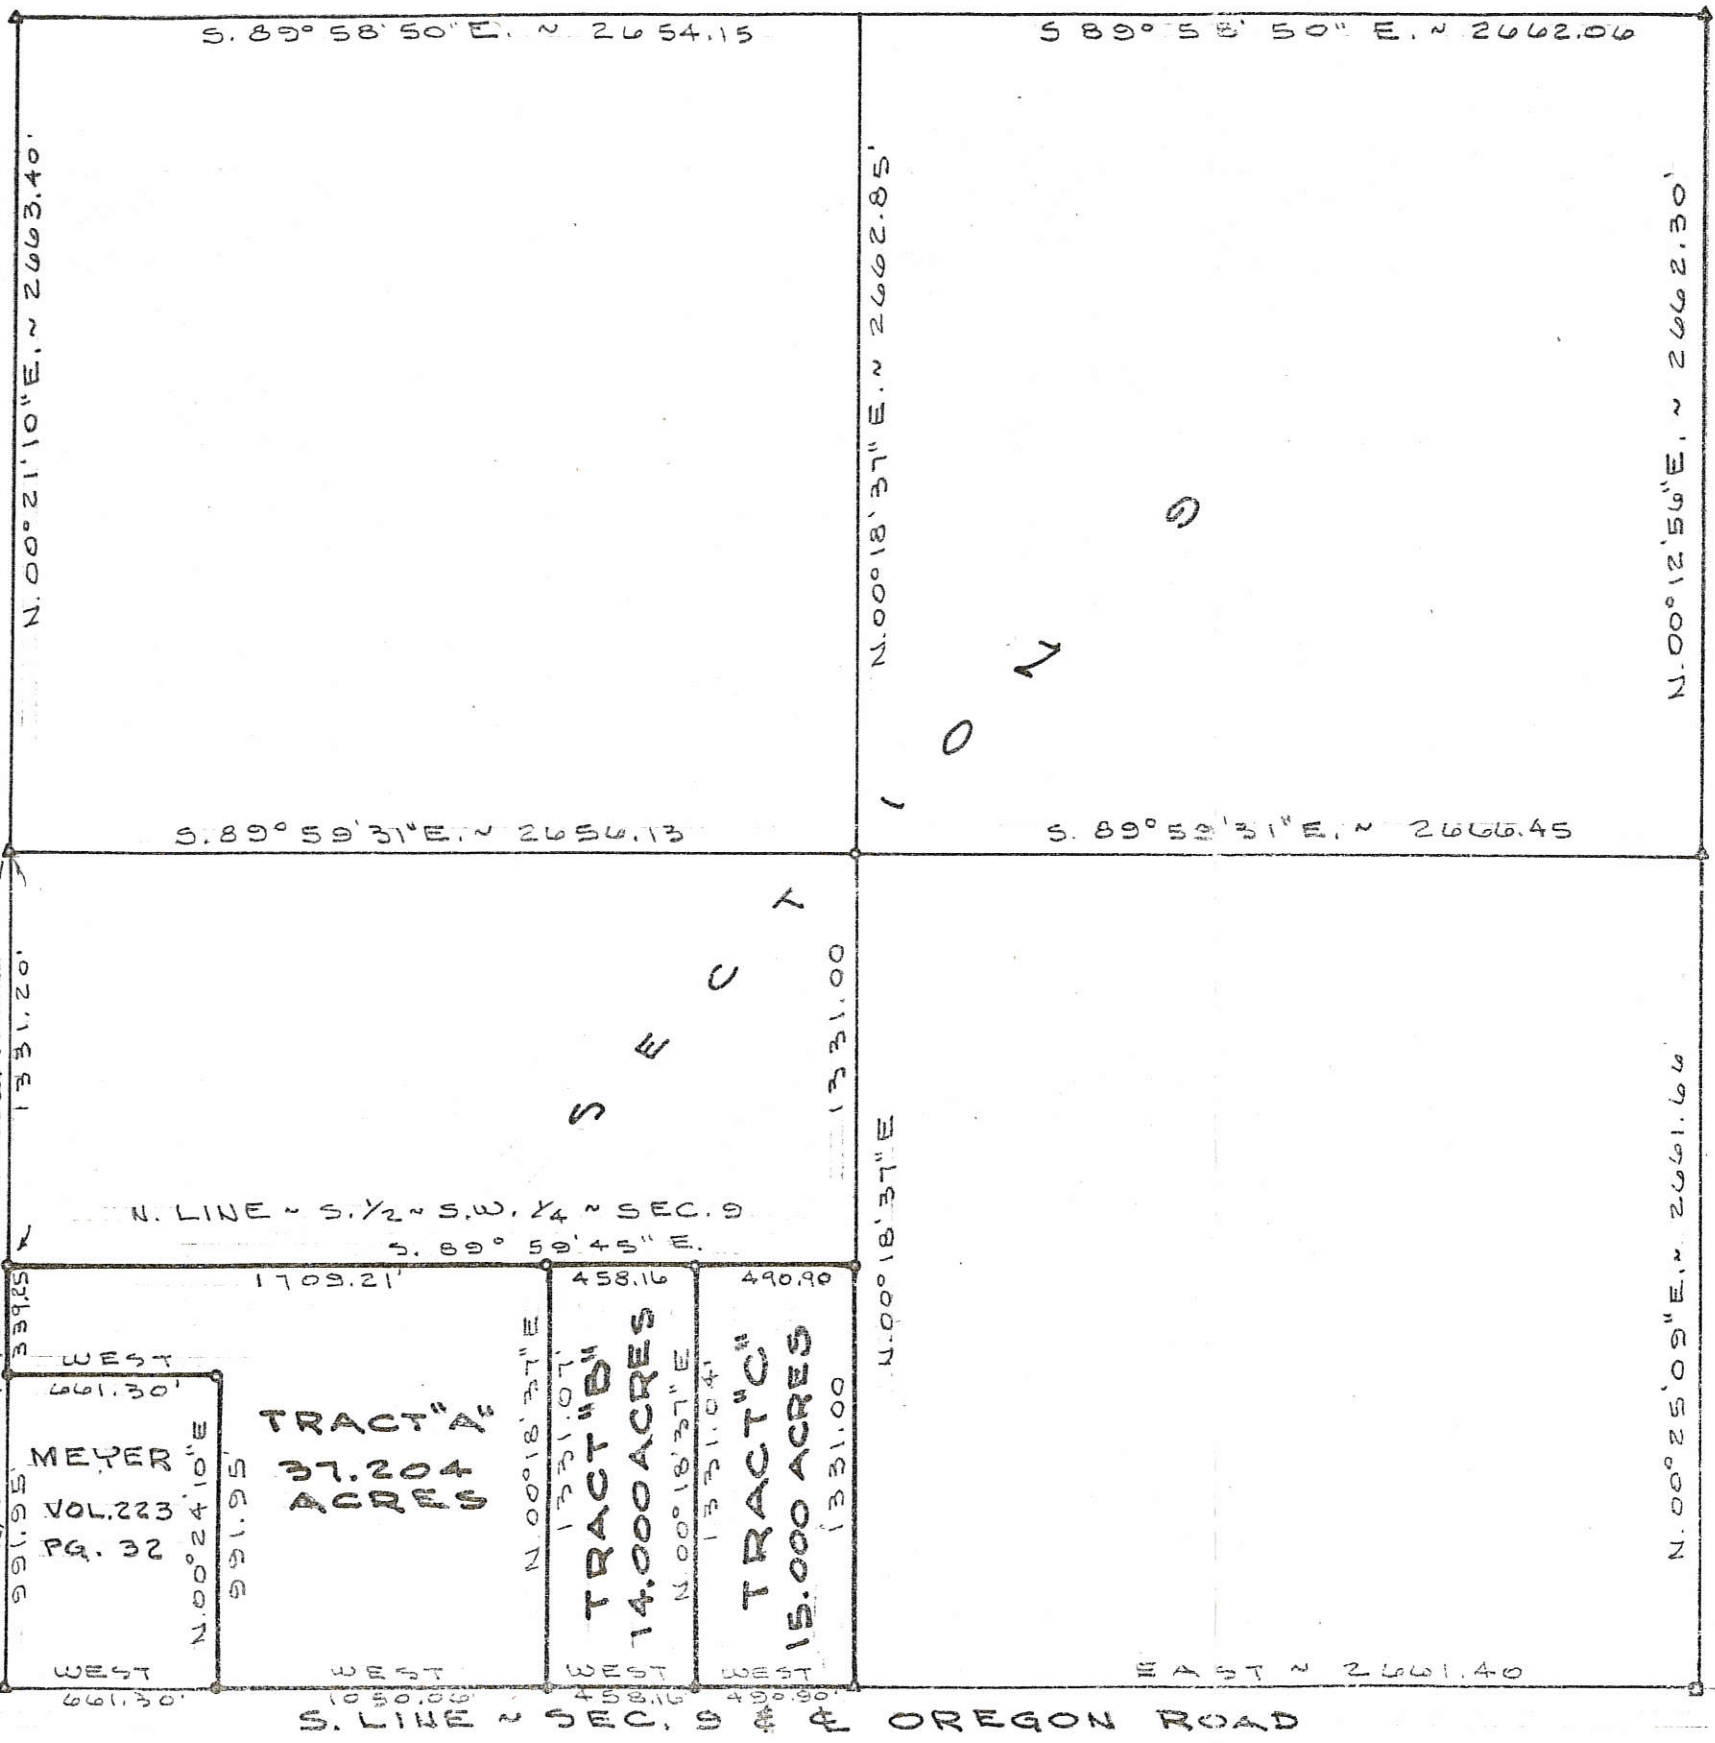 S. 89° 58' 50" E. ~ 2654.15
S 89° 58' 50" E. ~ 2662.06
N. 00° 21' 10" E. ~ 2663.40'
N. 00° 18' 37" E. ~ 2662.85'
N. 00° 12' 56" E. ~ 2662.30'
S. 89° 59' 31" E. ~ 2656.13
S. 89° 59' 31" E. ~ 2666.45
SECTION 9
1331.20'
1331.00
N. 00° 18' 37" E
N. 00° 25' 09" E. ~ 2661.66
N. LINE ~ S. 1/2 ~ S.W. 1/4 ~ SEC. 9
S. 89° 59' 45" E.
1709.21'
458.16
490.90
339.25
WEST
661.30'
MEYER
VOL. 223
PG. 32
991.95'
N. 00° 24' 10" E
991.95'
TRACT "A"
37.204
ACRES
N. 00° 18' 37" E
1331.07'
TRACT "B"
14.000 ACRES
N. 00° 18' 37" E
1331.04'
TRACT "C"
15.000 ACRES
1331.00
WEST
661.30'
WEST
1050.06'
WEST
458.16'
WEST
490.90'
EAST ~ 2661.40
S. LINE ~ SEC. 9 & ℄ OREGON ROAD